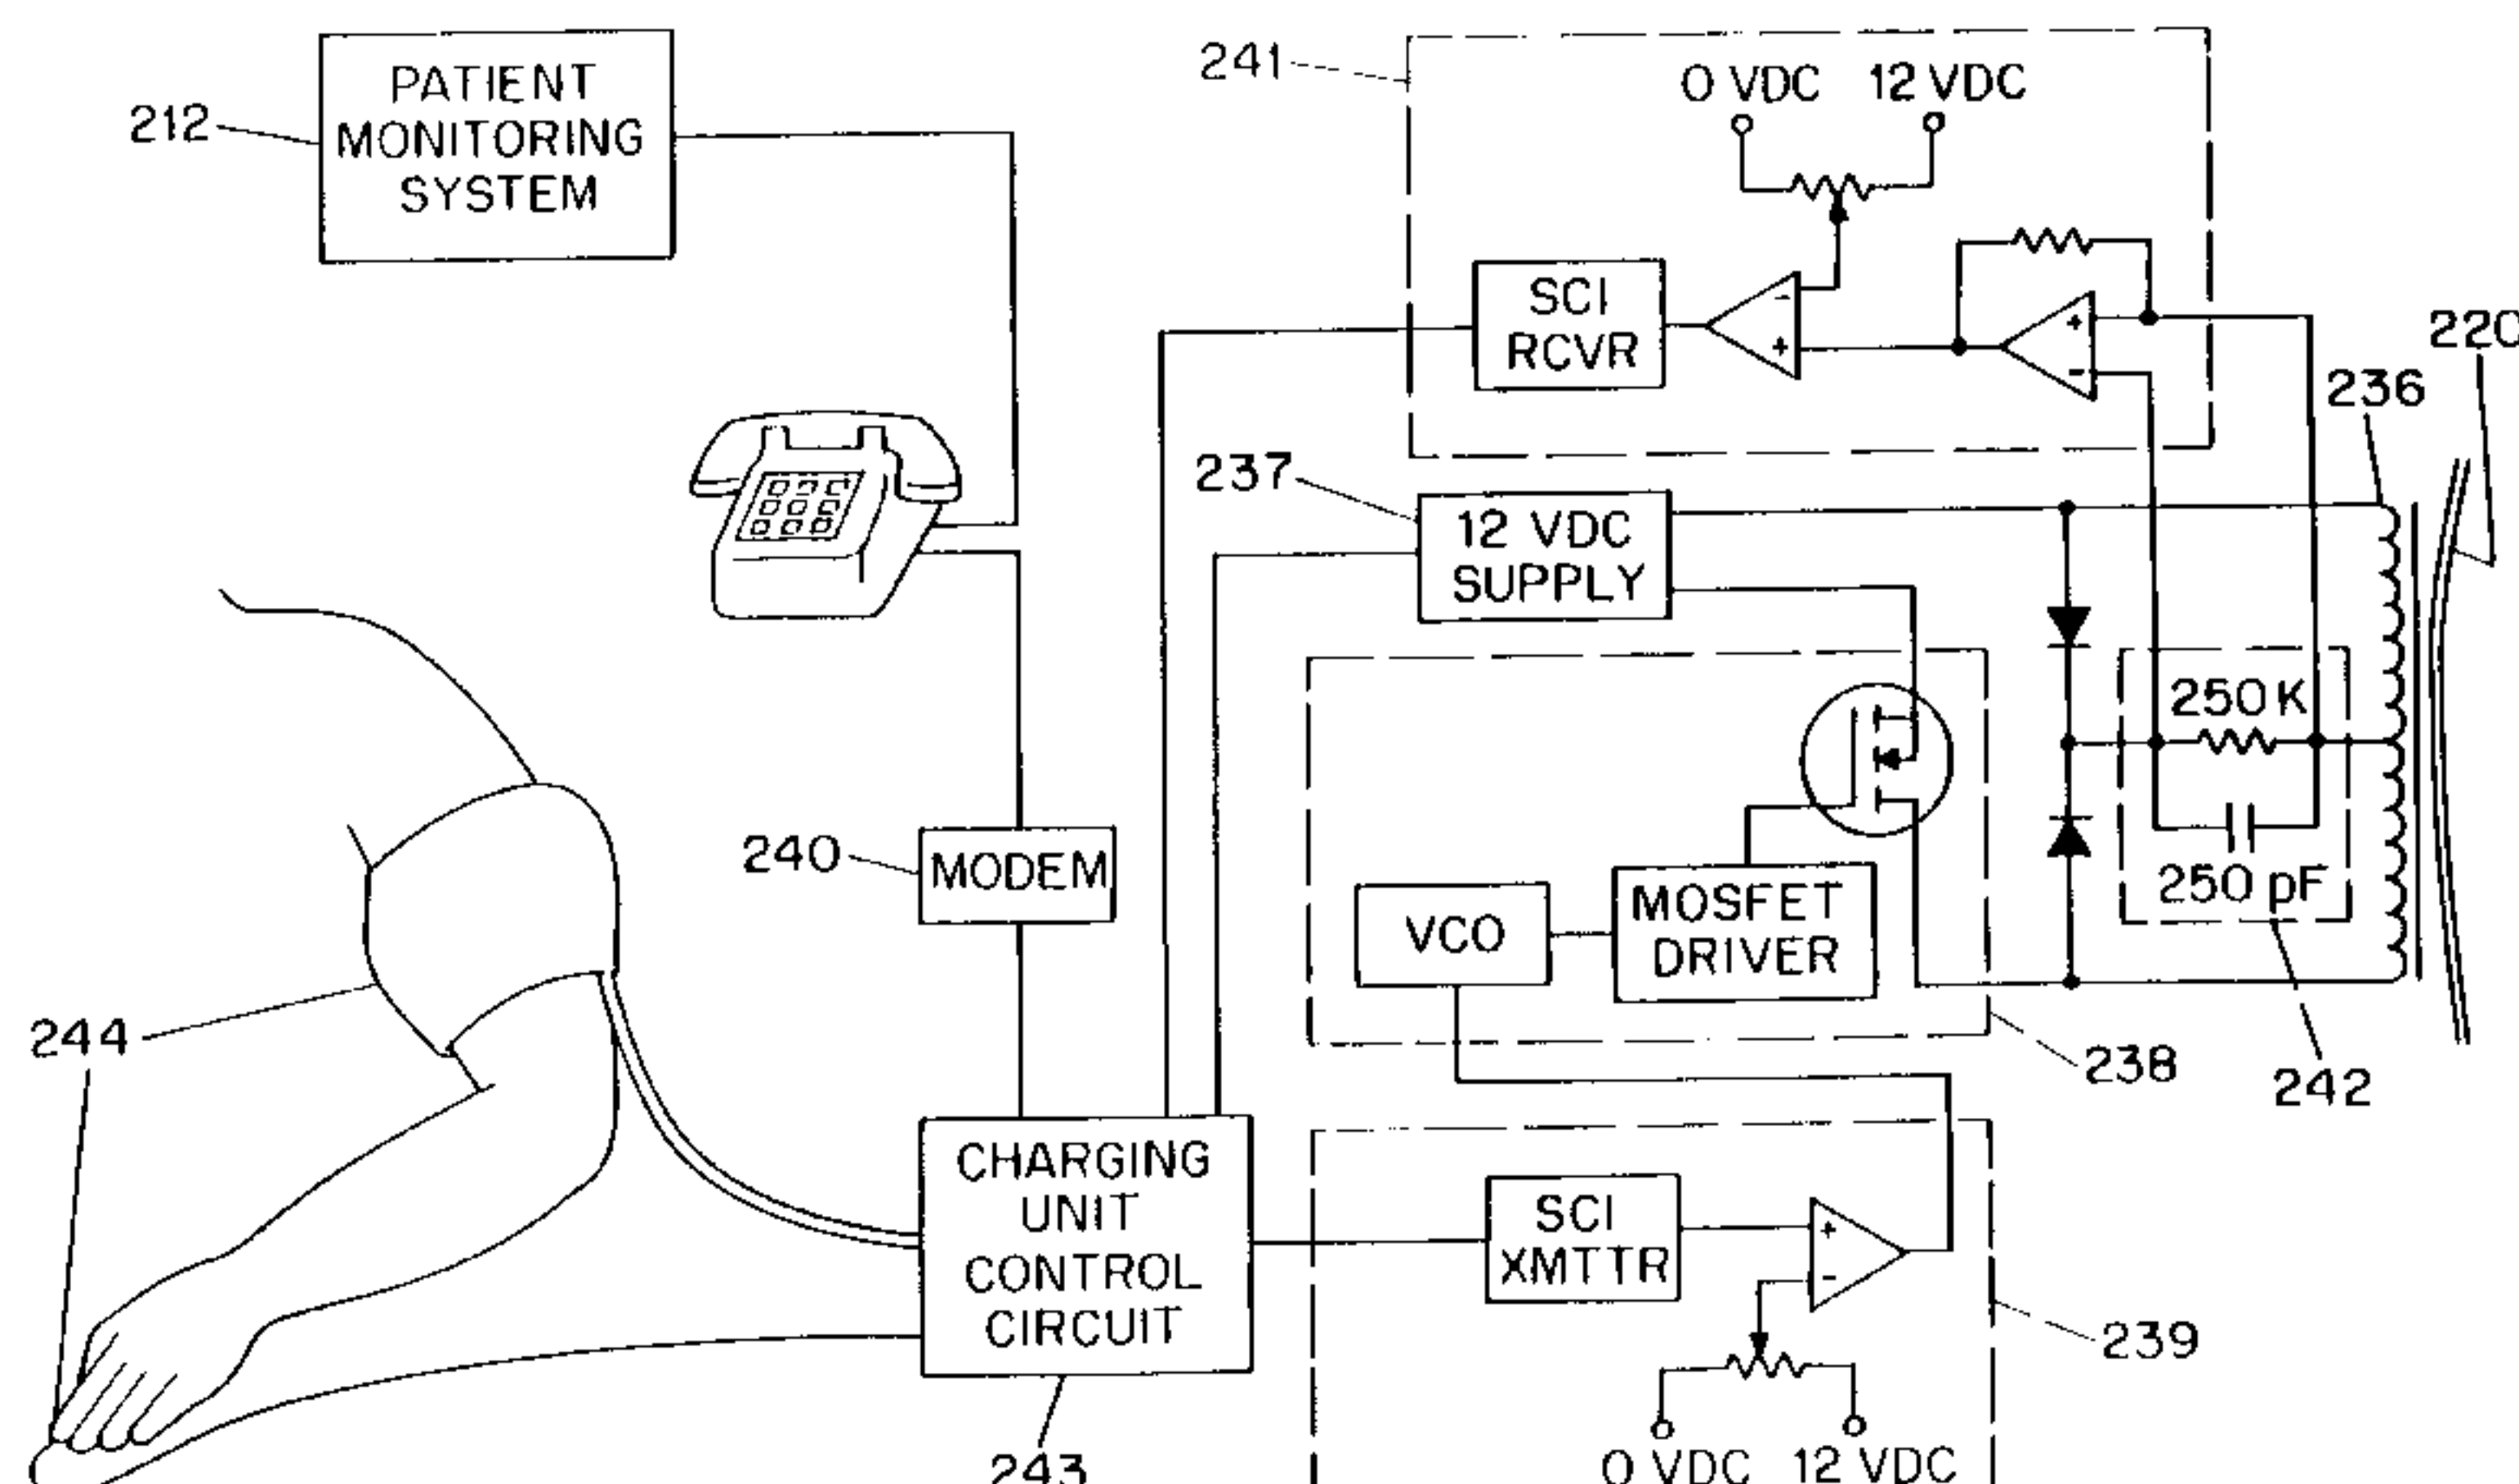 241
0 VDC 12 VDC
PATIENT
MONITORING
SYSTEM
212
SCI
RCVR
-
+
+
-
220
236
237
12 VDC
SUPPLY
250 K
250 pF
240
MODEM
VCO
MOSFET
DRIVER
244
238
242
CHARGING
UNIT
CONTROL
CIRCUIT
SCI
XMTTR
+
-
239
243
0 VDC 12 VDC